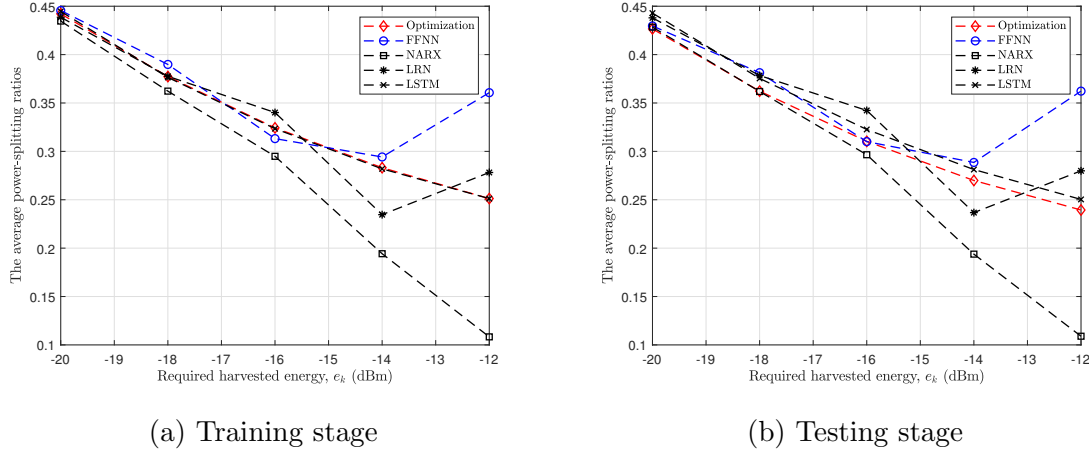 0.45
0.4
0.35
0.3
0.25
0.2
0.15
0.1
The average power-splitting ratios
Optimization
FFNN
NARX
LRN
LSTM
-20 -19 -18 -17 -16 -15 -14 -13 -12
Required harvested energy, e_k (dBm)
(a) Training stage
0.45
0.4
0.35
0.3
0.25
0.2
0.15
0.1
The average power-splitting ratios
Optimization
FFNN
NARX
LRN
LSTM
-20 -19 -18 -17 -16 -15 -14 -13 -12
Required harvested energy, e_k (dBm)
(b) Testing stage